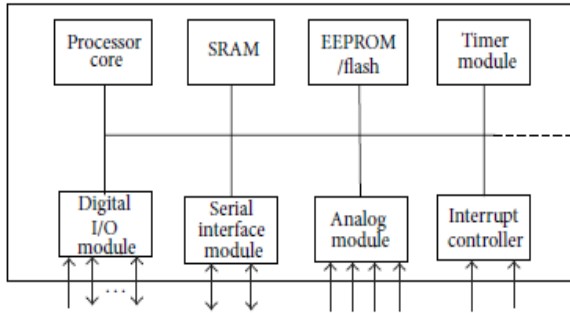 Processor
core
SRAM
EEPROM
/flash
Timer
module
Digital
I/O
module
Serial
interface
module
Analog
module
Interrupt
controller
...